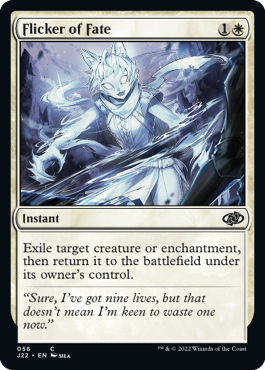 Flicker of Fate 1
Instant
Exile target creature or enchantment,
then return it to the battlefield under
its owner's control.
"Sure, I've got nine lives, but that
doesn't mean I'm keen to waste one
now."
056 C
J22 • EN SILA
™ & © 2022 Wizards of the Coast